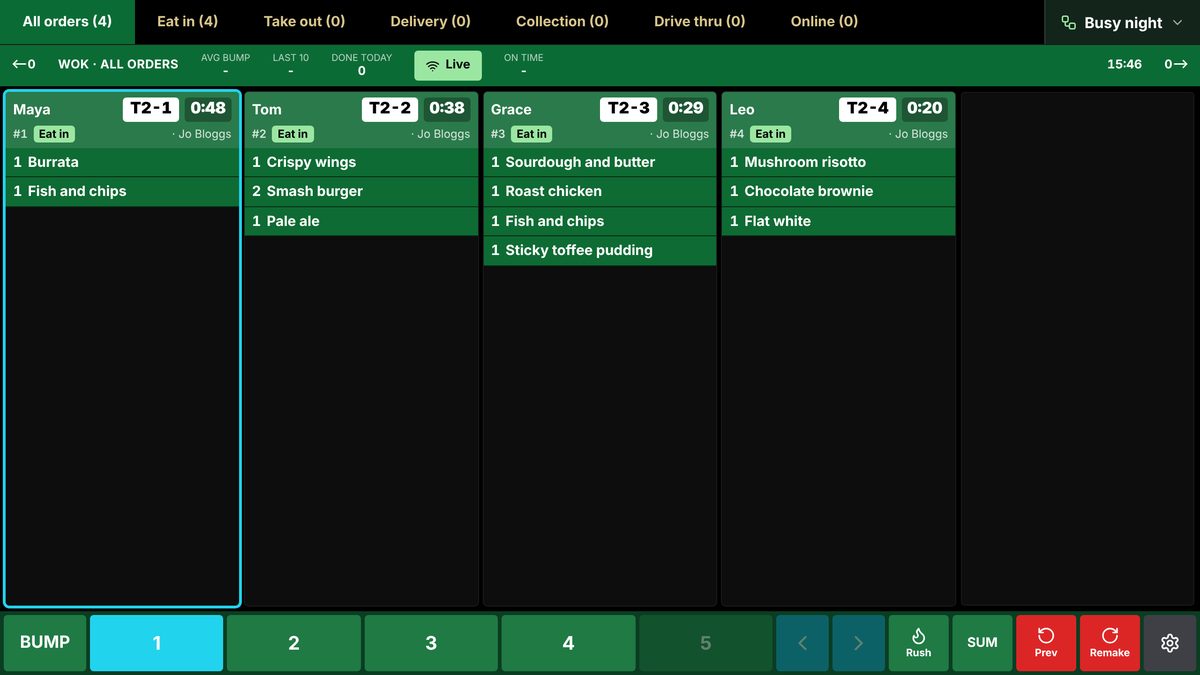 All orders (4) Eat in (4) Take out (0) Delivery (0) Collection (0) Drive thru (0) Online (0) Busy night
←0 WOK · ALL ORDERS AVG BUMP - LAST 10 - DONE TODAY 0 Live ON TIME - 15:46 0→
Maya T2-1 0:48
#1 Eat in · Jo Bloggs
1 Burrata
1 Fish and chips
Tom T2-2 0:38
#2 Eat in · Jo Bloggs
1 Crispy wings
2 Smash burger
1 Pale ale
Grace T2-3 0:29
#3 Eat in · Jo Bloggs
1 Sourdough and butter
1 Roast chicken
1 Fish and chips
1 Sticky toffee pudding
Leo T2-4 0:20
#4 Eat in · Jo Bloggs
1 Mushroom risotto
1 Chocolate brownie
1 Flat white
BUMP 1 2 3 4 5 Rush SUM Prev Remake